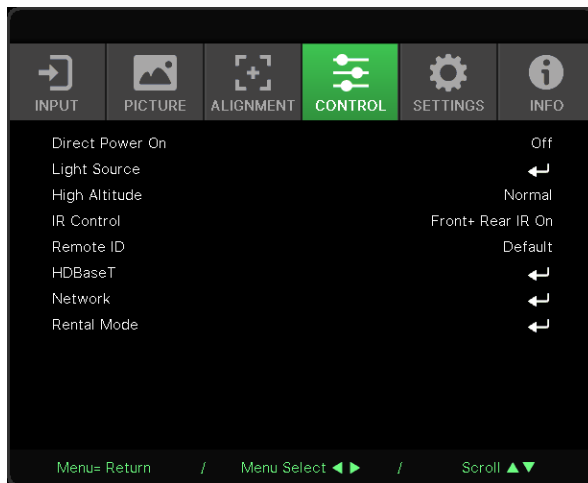 INPUT PICTURE ALIGNMENT CONTROL SETTINGS INFO
Direct Power On Off
Light Source
High Altitude Normal
IR Control Front+ Rear IR On
Remote ID Default
HDBaseT
Network
Rental Mode
Menu= Return / Menu Select ◀ ▶ / Scroll ▲▼